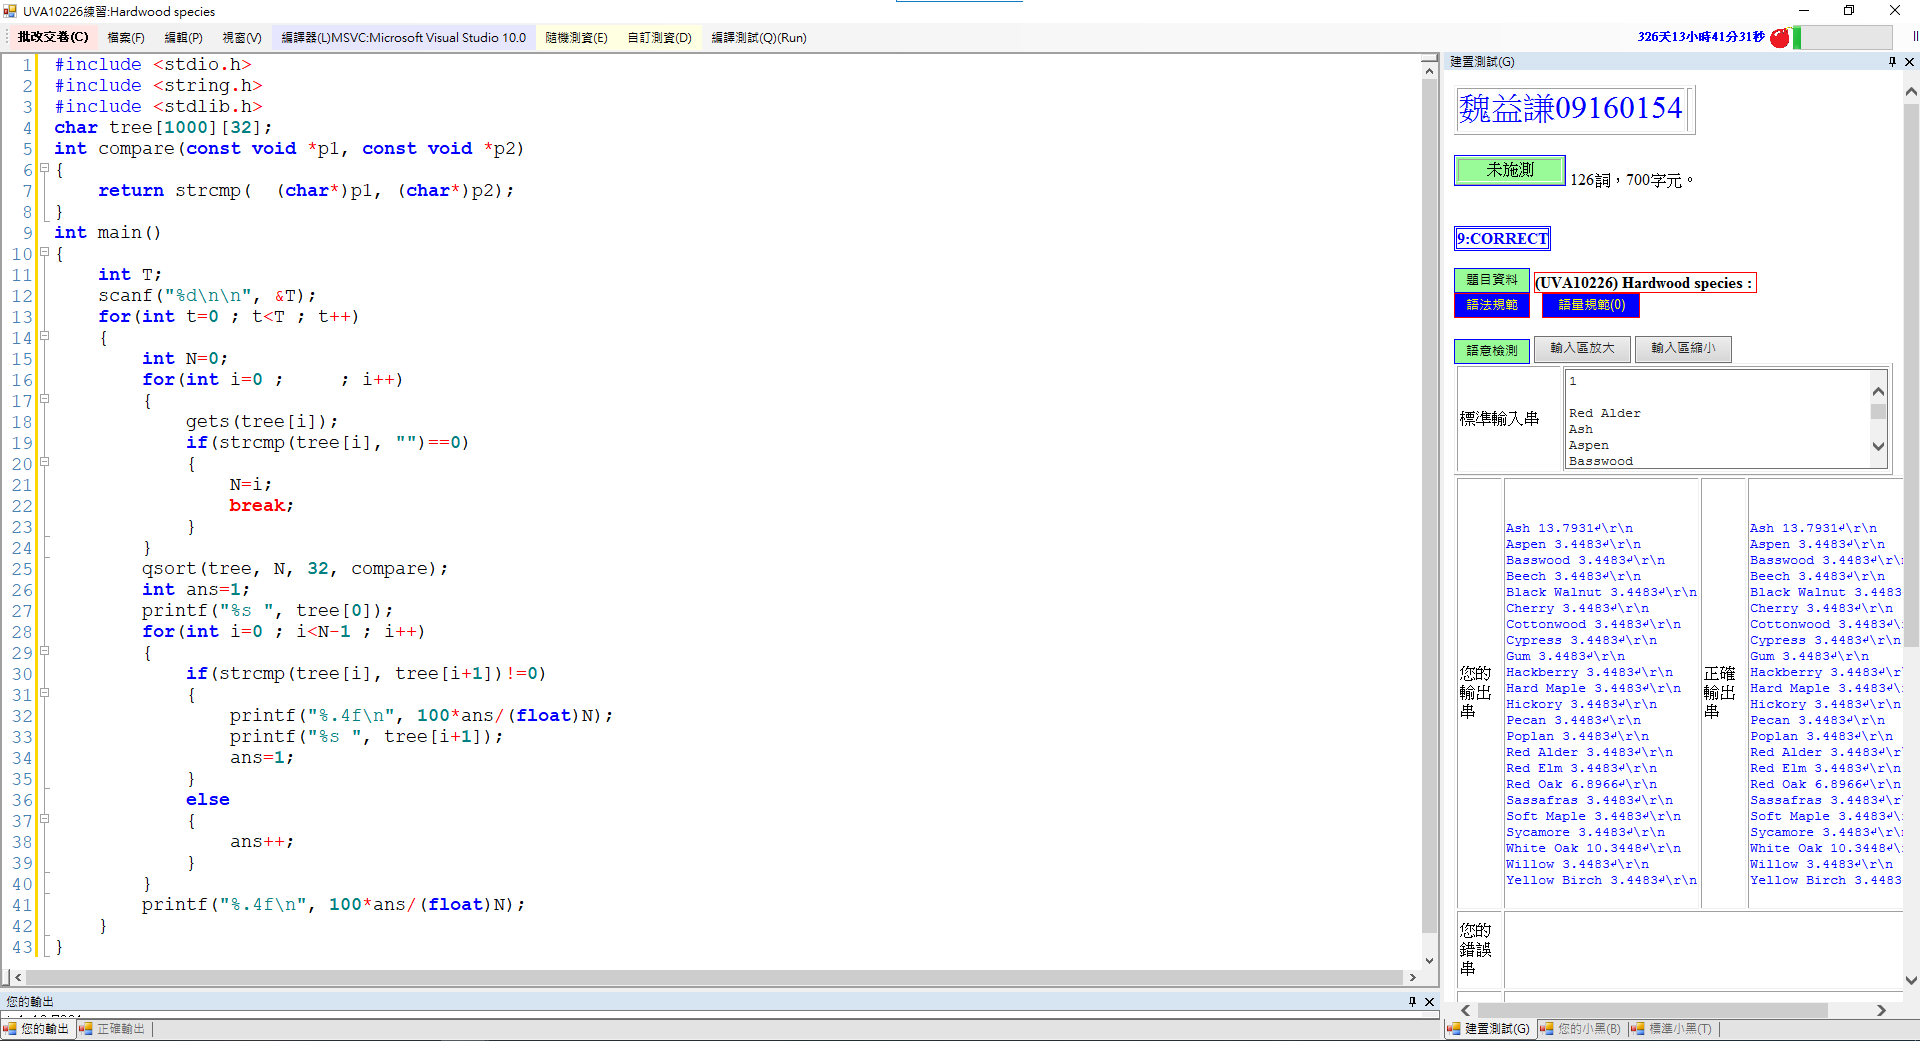 UVA10226練習:Hardwood species
批改交卷(C) 檔案(F) 編輯(P) 視窗(V) 編譯器(L)MSVC:Microsoft Visual Studio 10.0 隨機測資(E) 自訂測資(D) 編譯測試(Q)(Run) 326天13小時41分31秒
1 #include <stdio.h>
2 #include <string.h>
3 #include <stdlib.h>
4 char tree[1000][32];
5 int compare(const void *p1, const void *p2)
6 {
7     return strcmp(  (char*)p1, (char*)p2);
8 }
9 int main()
10 {
11     int T;
12     scanf("%d\n\n", &T);
13     for(int t=0 ; t<T ; t++)
14     {
15         int N=0;
16         for(int i=0 ;     ; i++)
17         {
18             gets(tree[i]);
19             if(strcmp(tree[i], "")==0)
20             {
21                 N=i;
22                 break;
23             }
24         }
25         qsort(tree, N, 32, compare);
26         int ans=1;
27         printf("%s ", tree[0]);
28         for(int i=0 ; i<N-1 ; i++)
29         {
30             if(strcmp(tree[i], tree[i+1])!=0)
31             {
32                 printf("%.4f\n", 100*ans/(float)N);
33                 printf("%s ", tree[i+1]);
34                 ans=1;
35             }
36             else
37             {
38                 ans++;
39             }
40         }
41         printf("%.4f\n", 100*ans/(float)N);
42     }
43 }
您的輸出
您的輸出 正確輸出
建置測試(G)
魏益謙09160154
未施測 126詞，700字元。
9:CORRECT
題目資料 (UVA10226) Hardwood species :
語法規範 語量規範(0)
語意檢測 輸入區放大 輸入區縮小
標準輸入串
1
Red Alder
Ash
Aspen
Basswood
您的輸出串
Ash 13.7931↵\r\n
Aspen 3.4483↵\r\n
Basswood 3.4483↵\r\n
Beech 3.4483↵\r\n
Black Walnut 3.4483↵\r\n
Cherry 3.4483↵\r\n
Cottonwood 3.4483↵\r\n
Cypress 3.4483↵\r\n
Gum 3.4483↵\r\n
Hackberry 3.4483↵\r\n
Hard Maple 3.4483↵\r\n
Hickory 3.4483↵\r\n
Pecan 3.4483↵\r\n
Poplan 3.4483↵\r\n
Red Alder 3.4483↵\r\n
Red Elm 3.4483↵\r\n
Red Oak 6.8966↵\r\n
Sassafras 3.4483↵\r\n
Soft Maple 3.4483↵\r\n
Sycamore 3.4483↵\r\n
White Oak 10.3448↵\r\n
Willow 3.4483↵\r\n
Yellow Birch 3.4483↵\r\n
正確輸出串
Ash 13.7931↵\r\n
Aspen 3.4483↵\r\n
Basswood 3.4483↵\r\
Beech 3.4483↵\r\n
Black Walnut 3.4483
Cherry 3.4483↵\r\n
Cottonwood 3.4483↵\
Cypress 3.4483↵\r\n
Gum 3.4483↵\r\n
Hackberry 3.4483↵\r
Hard Maple 3.4483↵\
Hickory 3.4483↵\r\n
Pecan 3.4483↵\r\n
Poplan 3.4483↵\r\n
Red Alder 3.4483↵\r
Red Elm 3.4483↵\r\n
Red Oak 6.8966↵\r\n
Sassafras 3.4483↵\r
Soft Maple 3.4483↵\
Sycamore 3.4483↵\r\
White Oak 10.3448↵\
Willow 3.4483↵\r\n
Yellow Birch 3.4483
您的錯誤串
建置測試(G) 您的小黑(B) 標準小黑(T)